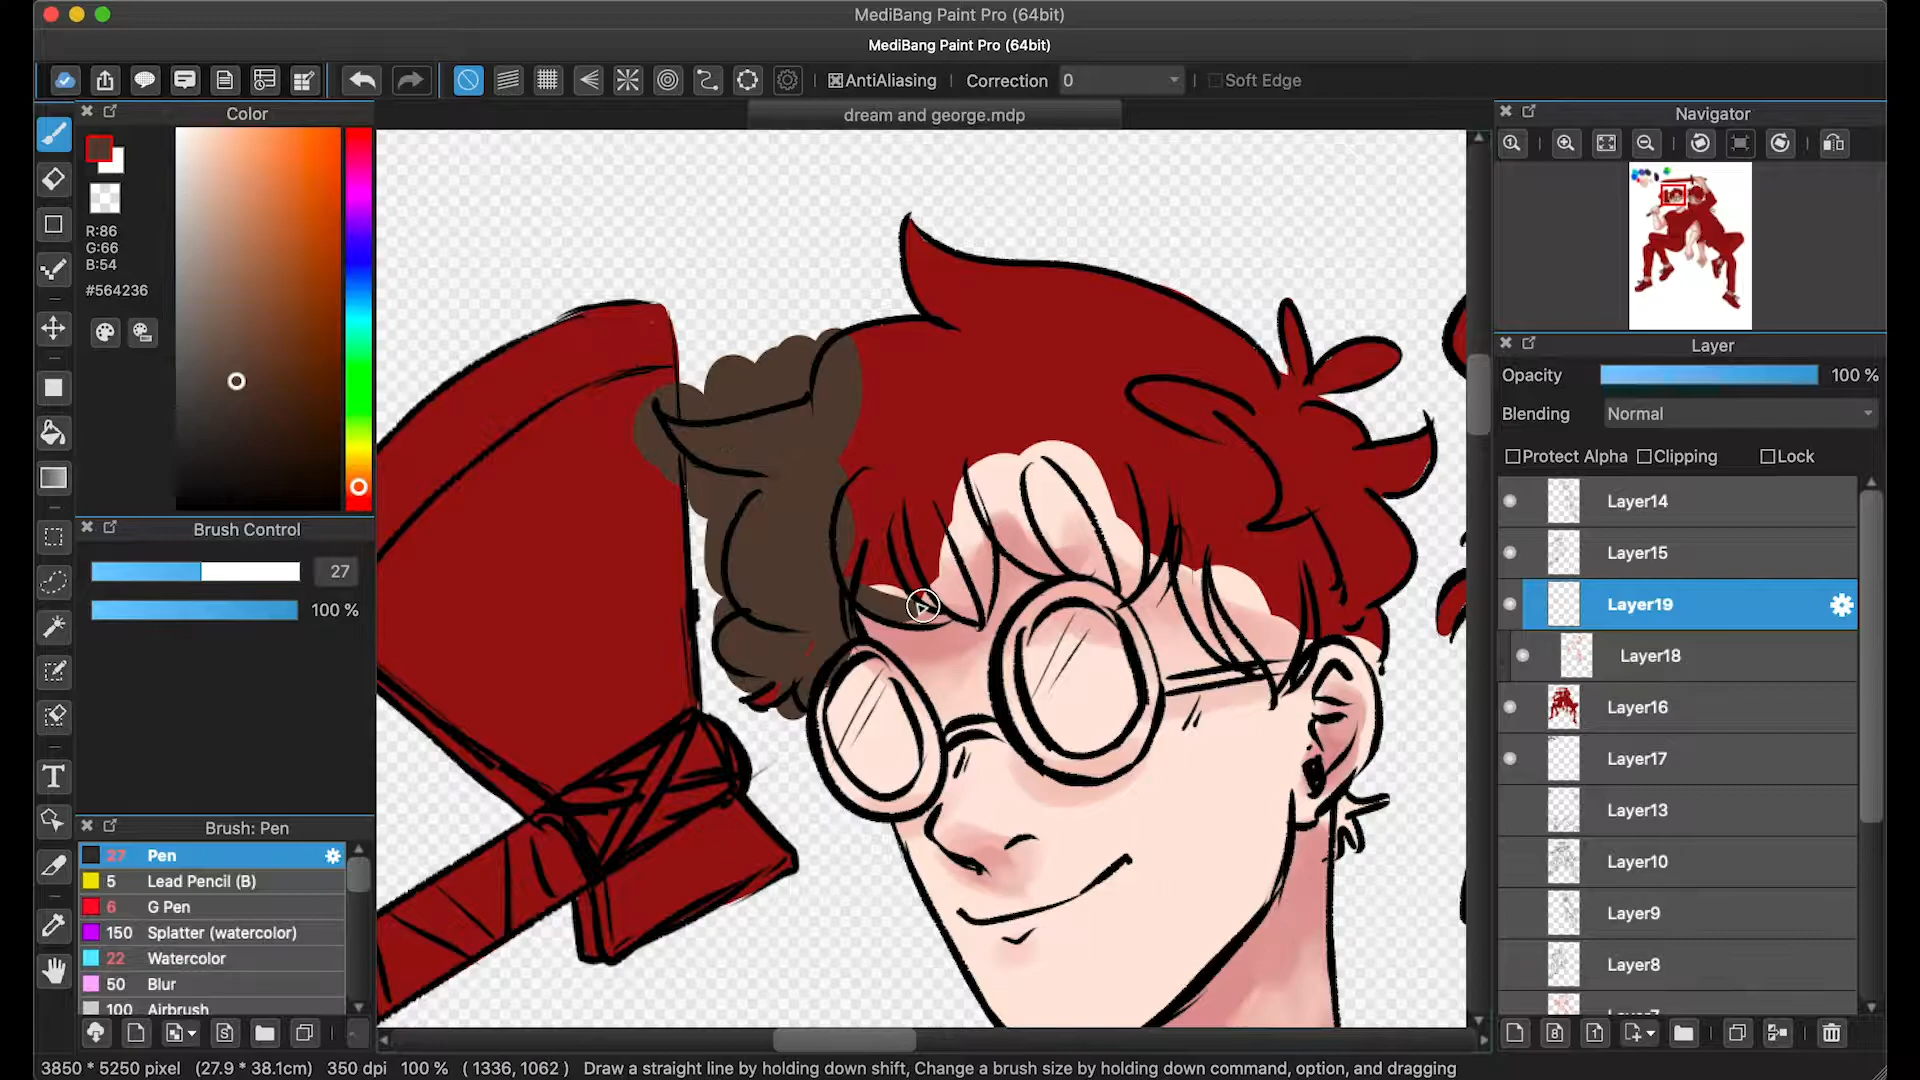 MediBang Paint Pro (64bit)
MediBang Paint Pro (64bit)
AntiAliasing
Correction 0
Soft Edge
dream and george.mdp
Color
R:86
G:66
B:54
#564236
Brush Control
27
100 %
Brush: Pen
27 Pen
5 Lead Pencil (B)
6 G Pen
150 Splatter (watercolor)
22 Watercolor
50 Blur
100 Airbrush
Navigator
Layer
Opacity 100 %
Blending Normal
Protect Alpha Clipping Lock
Layer14
Layer15
Layer19
Layer18
Layer16
Layer17
Layer13
Layer10
Layer9
Layer8
3850 * 5250 pixel (27.9 * 38.1cm) 350 dpi 100 % ( 1336, 1062 ) Draw a straight line by holding down shift, Change a brush size by holding down command, option, and dragging